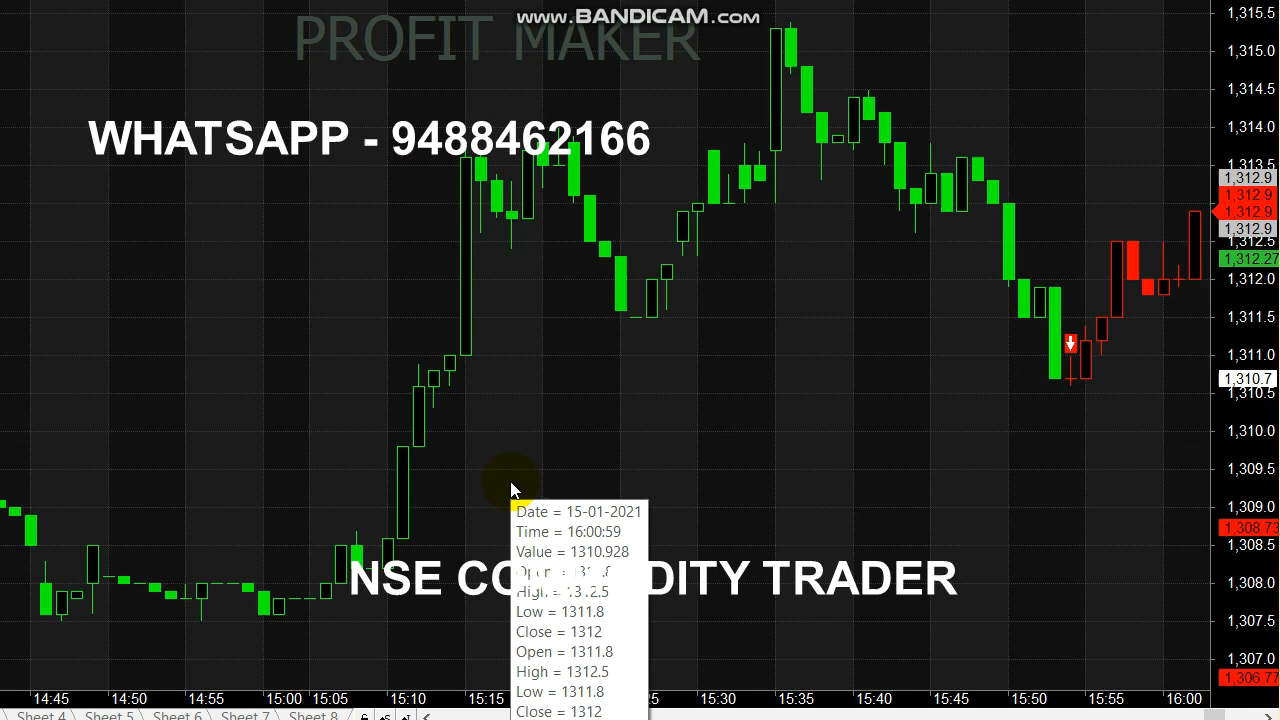 www.BANDICAM.com
PROFIT MAKER
WHATSAPP - 9488462166
1,315.5
1,315.0
1,314.5
1,314.0
1,313.5
1,312.9
1,312.9
1,312.9
1,312.9
1,312.5
1,312.27
1,312.0
1,311.5
1,311.0
1,310.7
1,310.5
1,310.0
1,309.5
1,309.0
1,308.73
1,308.5
1,308.0
1,307.5
1,307.0
1,306.77
Date = 15-01-2021
Time = 16:00:59
Value = 1310.928
High = 1312.5
Low = 1311.8
Close = 1312
Open = 1311.8
High = 1312.5
Low = 1311.8
Close = 1312
NSE CO DITY TRADER
14:45 14:50 14:55 15:00 15:05 15:10 15:15 25 15:30 15:35 15:40 15:45 15:50 15:55 16:00
Sheet 4 Sheet 5 Sheet 6 Sheet 7 Sheet 8